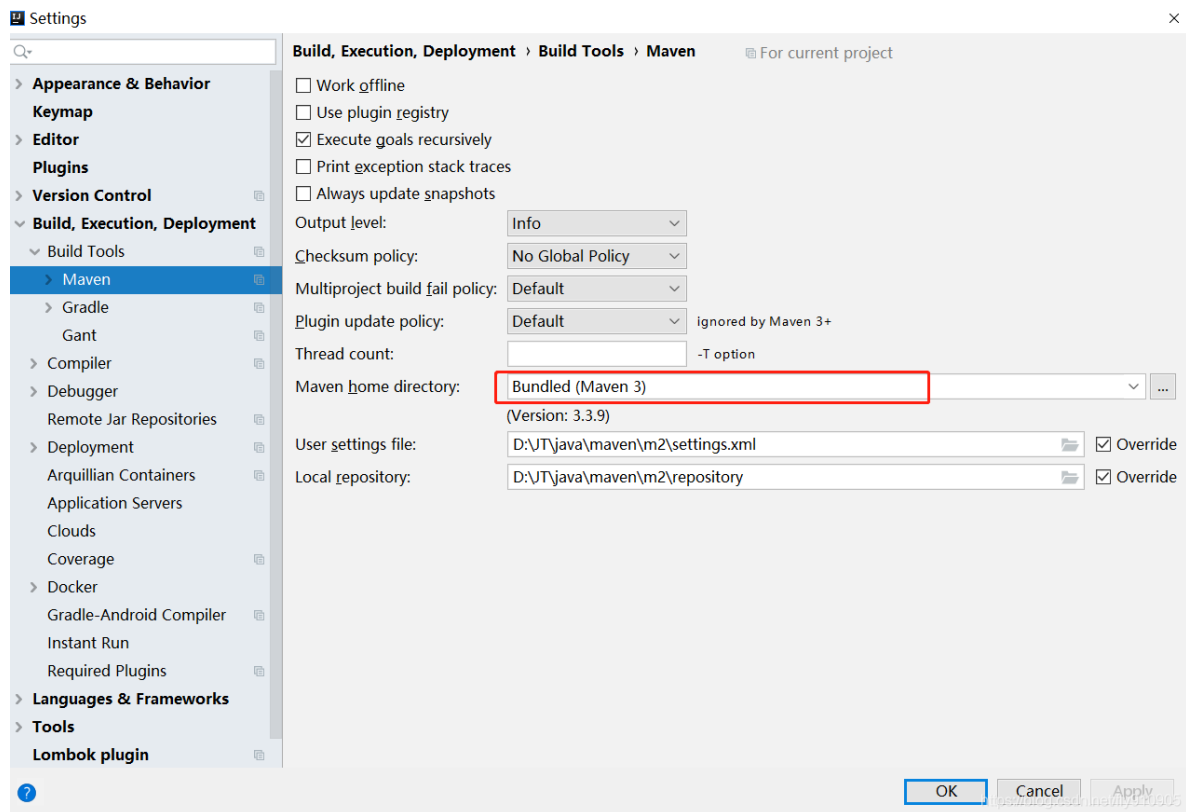 Settings
Build, Execution, Deployment › Build Tools › Maven
For current project
Appearance & Behavior
Keymap
Editor
Plugins
Version Control
Build, Execution, Deployment
Build Tools
Maven
Gradle
Gant
Compiler
Debugger
Remote Jar Repositories
Deployment
Arquillian Containers
Application Servers
Clouds
Coverage
Docker
Gradle-Android Compiler
Instant Run
Required Plugins
Languages & Frameworks
Tools
Lombok plugin
Work offline
Use plugin registry
Execute goals recursively
Print exception stack traces
Always update snapshots
Output level: Info
Checksum policy: No Global Policy
Multiproject build fail policy: Default
Plugin update policy: Default ignored by Maven 3+
Thread count: -T option
Maven home directory: Bundled (Maven 3) ...
(Version: 3.3.9)
User settings file: D:\JT\java\maven\m2\settings.xml Override
Local repository: D:\JT\java\maven\m2\repository Override
?
OK Cancel Apply